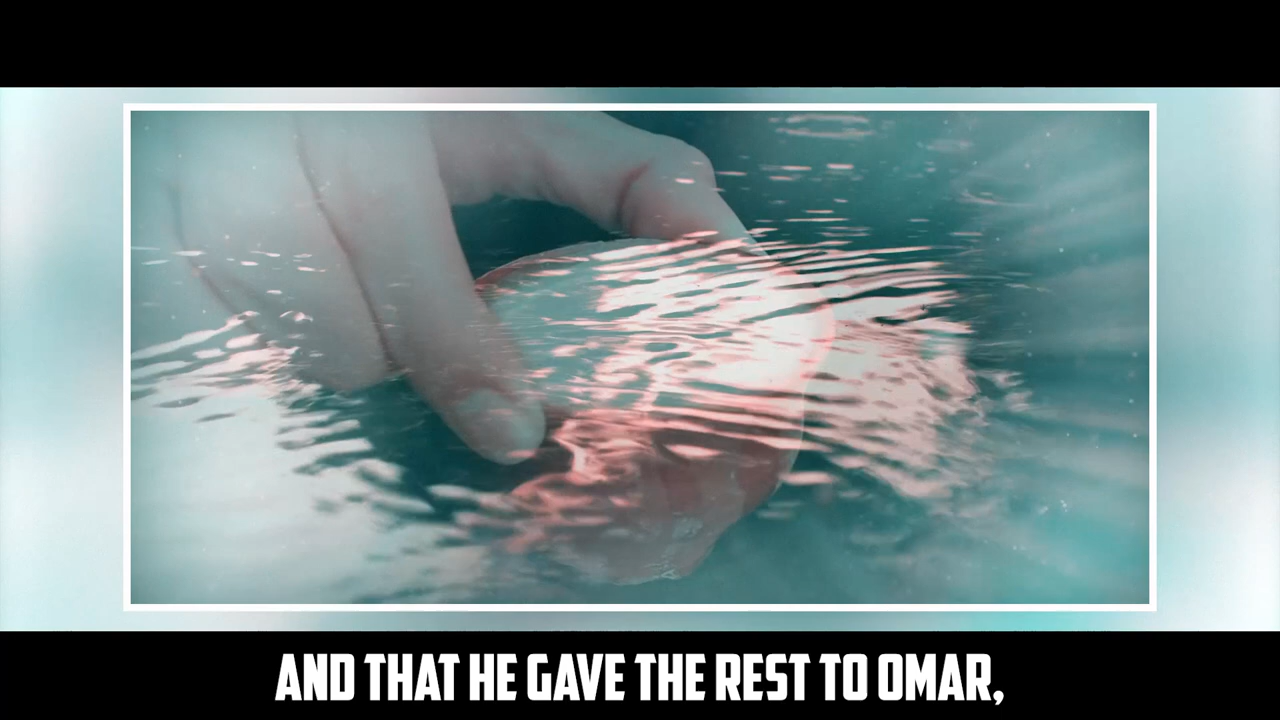 AND THAT HE GAVE THE REST TO OMAR,